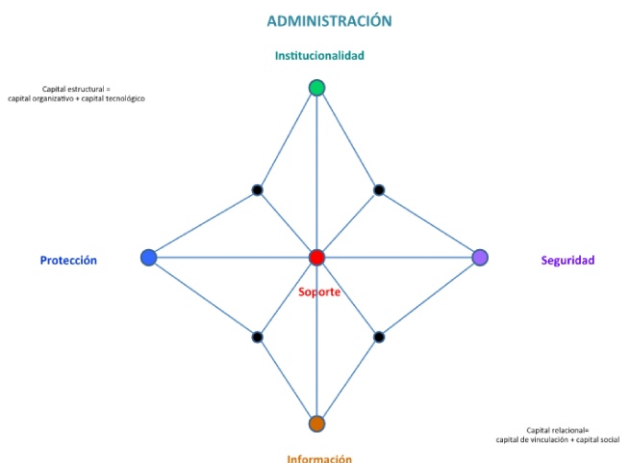 ADMINISTRACIÓN
Institucionalidad
Capital estructural =
capital organizativo + capital tecnológico
Protección
Seguridad
Soporte
Capital relacional=
capital de vinculación + capital social
Información